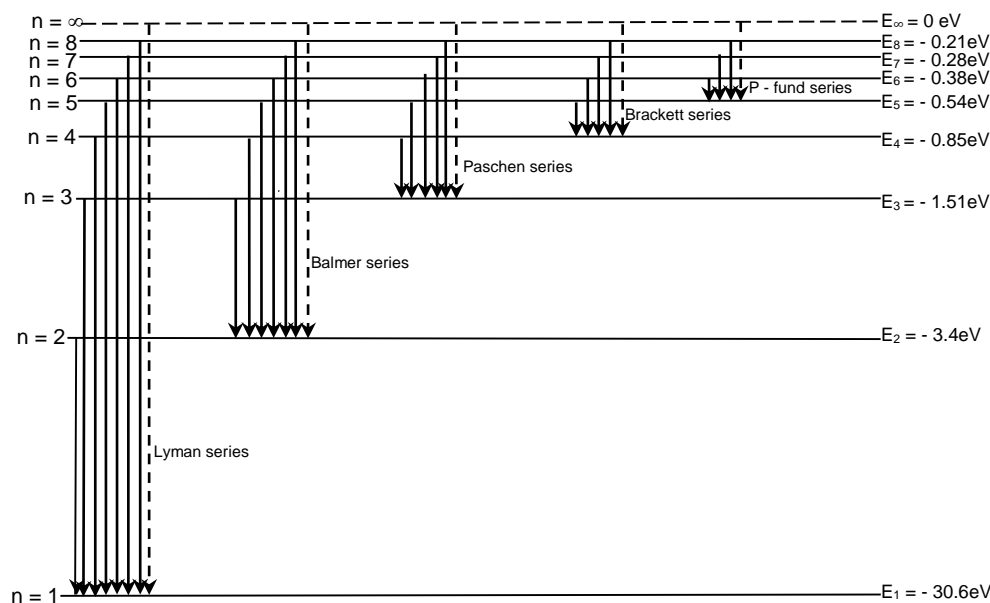 n = ∞ E∞ = 0 eV
n = 8 E₈ = - 0.21eV
n = 7 E₇ = - 0.28eV
n = 6 E₆ = - 0.38eV
P - fund series
n = 5 E₅ = - 0.54eV
Brackett series
n = 4 E₄ = - 0.85eV
Paschen series
n = 3 E₃ = - 1.51eV
Balmer series
n = 2 E₂ = - 3.4eV
Lyman series
n = 1 E₁ = - 30.6eV